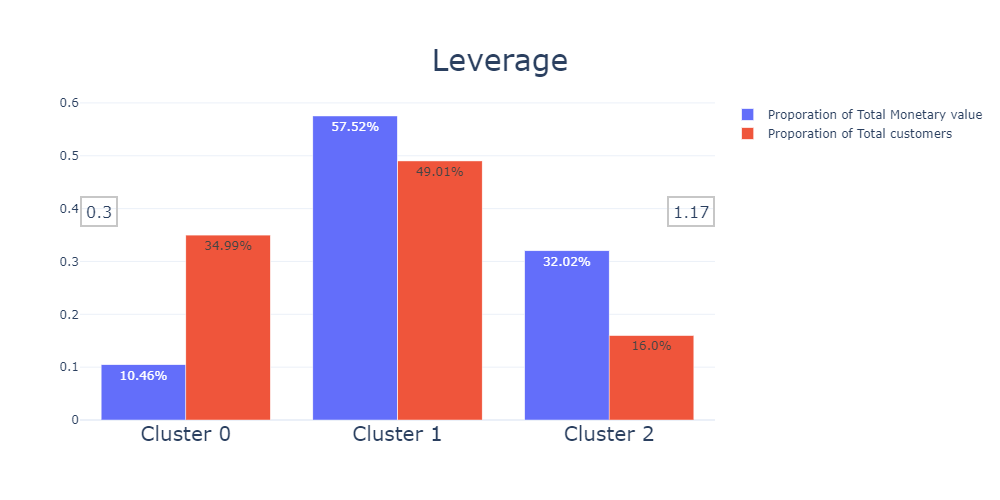 Leverage
0.6
0.5
0.4
0.3
0.2
0.1
0
0.3
1.17
10.46%
34.99%
57.52%
49.01%
32.02%
16.0%
Cluster 0
Cluster 1
Cluster 2
Proporation of Total Monetary value
Proporation of Total customers